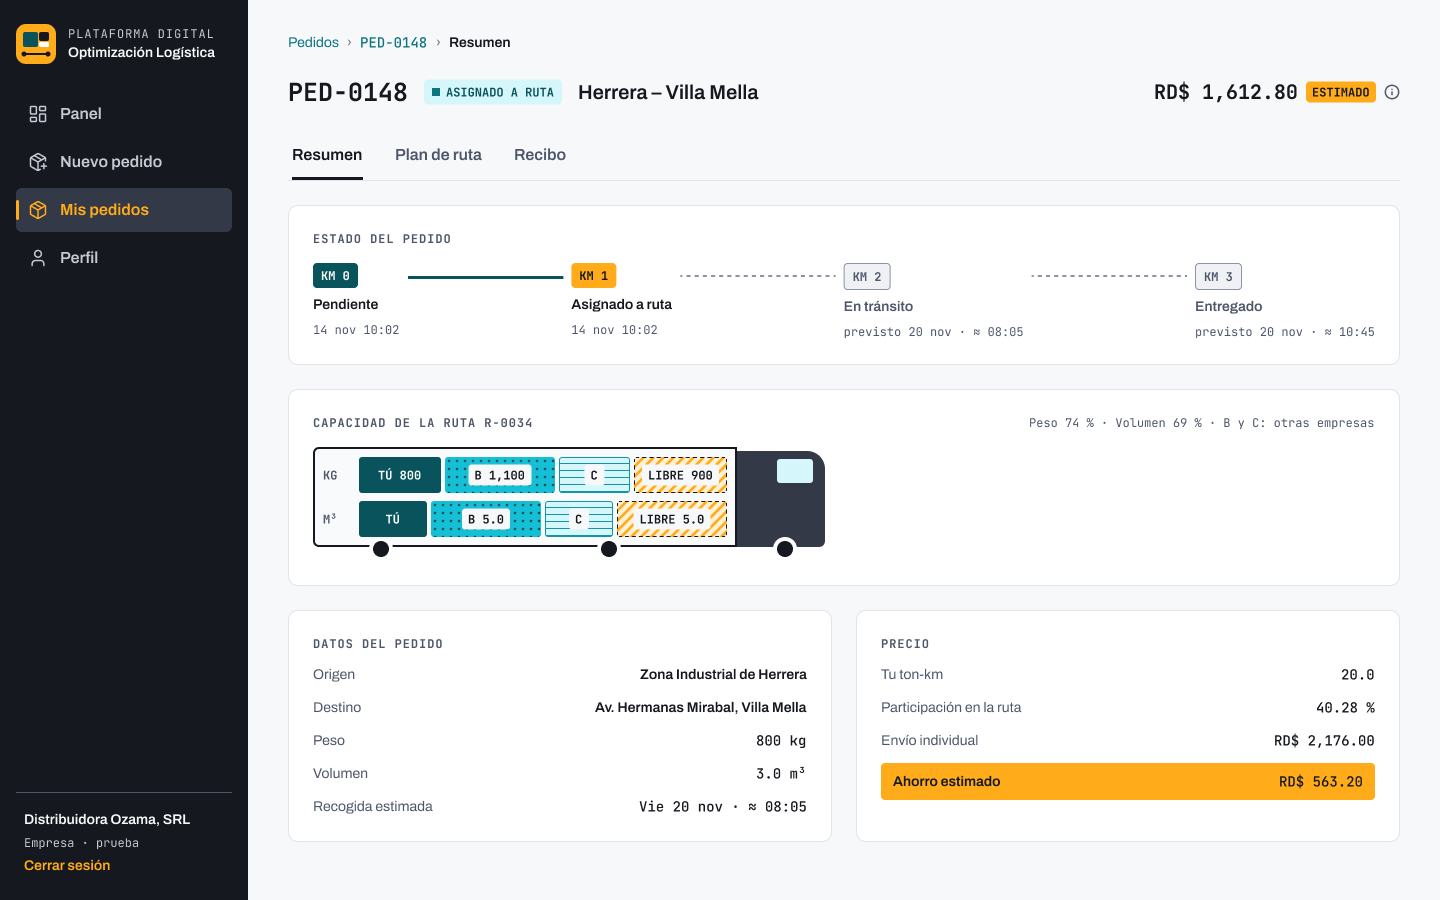 PLATAFORMA DIGITAL
Optimización Logística
Panel
Nuevo pedido
Mis pedidos
Perfil
Distribuidora Ozama, SRL
Empresa · prueba
Cerrar sesión
Pedidos › PED-0148 › Resumen
PED-0148 ASIGNADO A RUTA Herrera – Villa Mella RD$ 1,612.80 ESTIMADO
Resumen Plan de ruta Recibo
ESTADO DEL PEDIDO
KM 0 KM 1 KM 2 KM 3
Pendiente Asignado a ruta En tránsito Entregado
14 nov 10:02 14 nov 10:02 previsto 20 nov · ≈ 08:05 previsto 20 nov · ≈ 10:45
CAPACIDAD DE LA RUTA R-0034 Peso 74 % · Volumen 69 % · B y C: otras empresas
KG TÚ 800 B 1,100 C LIBRE 900
M³ TÚ B 5.0 C LIBRE 5.0
DATOS DEL PEDIDO
Origen Zona Industrial de Herrera
Destino Av. Hermanas Mirabal, Villa Mella
Peso 800 kg
Volumen 3.0 m³
Recogida estimada Vie 20 nov · ≈ 08:05
PRECIO
Tu ton-km 20.0
Participación en la ruta 40.28 %
Envío individual RD$ 2,176.00
Ahorro estimado RD$ 563.20